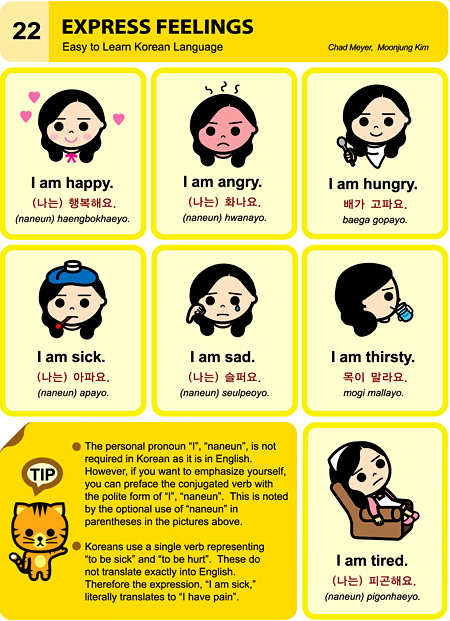 22
EXPRESS FEELINGS
Easy to Learn Korean Language
Chad Meyer, Moonjung Kim
I am happy.
(나는) 행복해요.
(naneun) haengbokhaeyo.
I am angry.
(나는) 화나요.
(naneun) hwanayo.
I am hungry.
배가 고파요.
baega gopayo.
I am sick.
(나는) 아파요.
(naneun) apayo.
I am sad.
(나는) 슬퍼요.
(naneun) seulpeoyo.
I am thirsty.
목이 말라요.
mogi mallayo.
TIP
The personal pronoun “I”, “naneun”, is not
required in Korean as it is in English.
However, if you want to emphasize yourself,
you can preface the conjugated verb with
the polite form of “I”, “naneun”. This is noted
by the optional use of “naneun” in
parentheses in the pictures above.
Koreans use a single verb representing
“to be sick” and “to be hurt”. These do
not translate exactly into English.
Therefore the expression, “I am sick,”
literally translates to “I have pain”.
I am tired.
(나는) 피곤해요.
(naneun) pigonhaeyo.